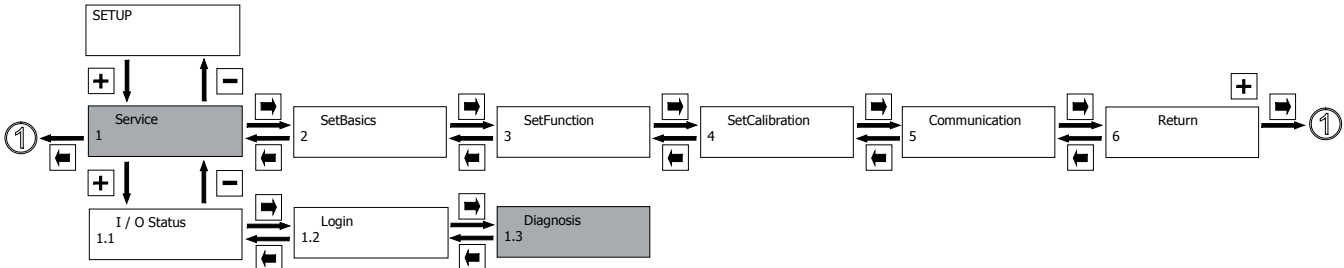 SETUP
+ −
+
Service
1
SetBasics
2
SetFunction
3
SetCalibration
4
Communication
5
Return
6
①
①
+ −
I / O Status
1.1
Login
1.2
Diagnosis
1.3